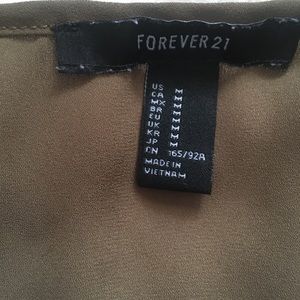 FOREVER 21
US M
CA M
MX M
BR M
EU M
UK M
KR M
JP M
CN 165/92A
MADE IN
VIETNAM